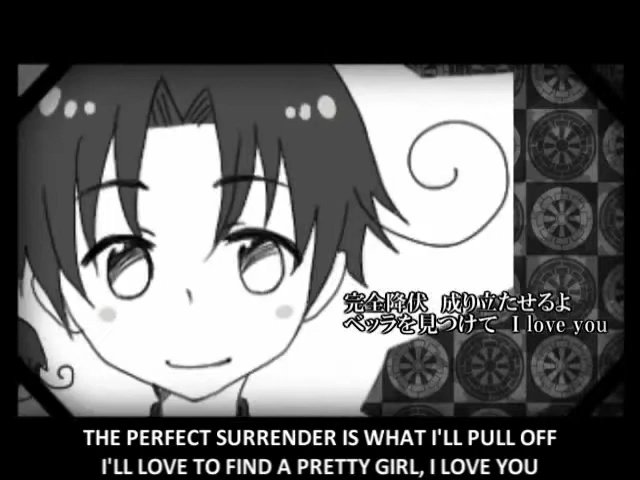 完全降伏 成り立たせるよ
ベッラを見つけて I love you
THE PERFECT SURRENDER IS WHAT I'LL PULL OFF
I'LL LOVE TO FIND A PRETTY GIRL, I LOVE YOU